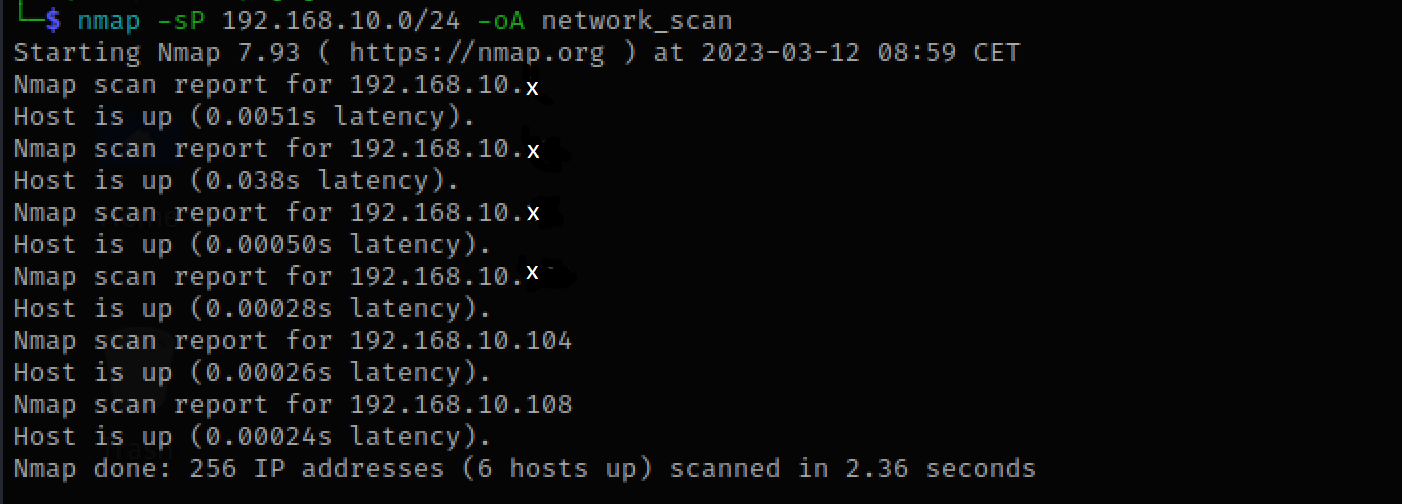 └─$ nmap -sP 192.168.10.0/24 -oA network_scan
Starting Nmap 7.93 ( https://nmap.org ) at 2023-03-12 08:59 CET
Nmap scan report for 192.168.10.x
Host is up (0.0051s latency).
Nmap scan report for 192.168.10.x
Host is up (0.038s latency).
Nmap scan report for 192.168.10.x
Host is up (0.00050s latency).
Nmap scan report for 192.168.10.x
Host is up (0.00028s latency).
Nmap scan report for 192.168.10.104
Host is up (0.00026s latency).
Nmap scan report for 192.168.10.108
Host is up (0.00024s latency).
Nmap done: 256 IP addresses (6 hosts up) scanned in 2.36 seconds